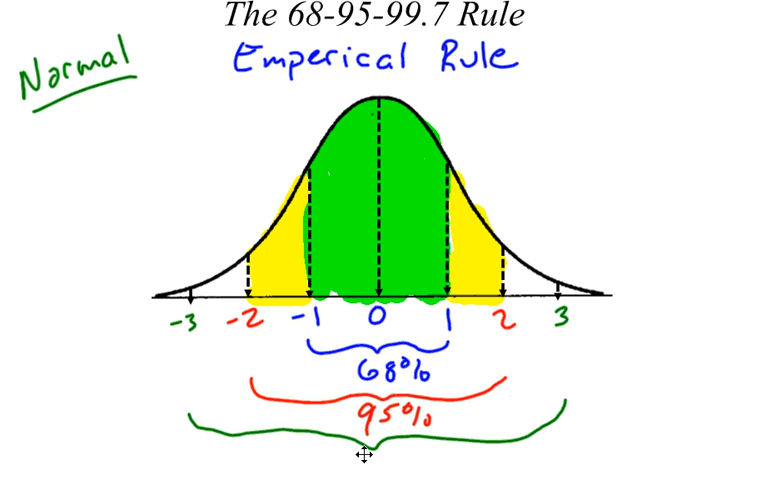 The 68-95-99.7 Rule
Emperical Rule
Normal
-3 -2 -1 0 1 2 3
68%
95%